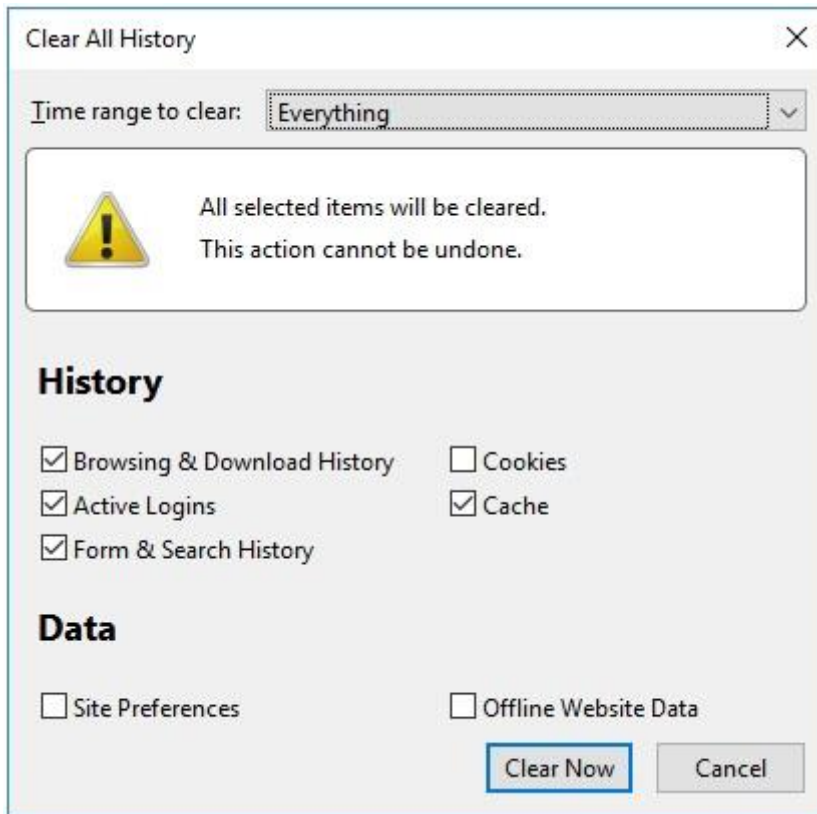 Clear All History
Time range to clear: Everything
All selected items will be cleared.
This action cannot be undone.
History
Browsing & Download History Cookies
Active Logins Cache
Form & Search History
Data
Site Preferences Offline Website Data
Clear Now Cancel